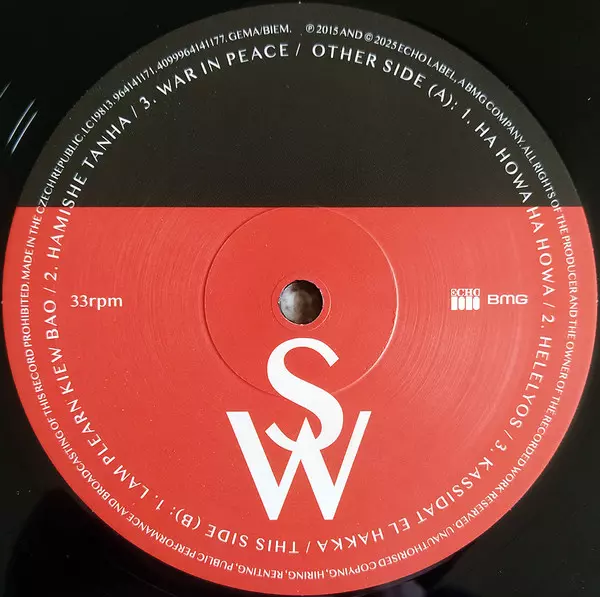 PUBLIC PERFORMANCE AND BROADCASTING OF THIS RECORD PROHIBITED, MADE IN THE CZECH REPUBLIC. LC19813. 964141171. 4099964141177. GEMA/BIEM. ℗ 2015 AND © 2025 ECHO LABEL, A BMG COMPANY. ALL RIGHTS OF THE PRODUCER AND THE OWNER OF THE RECORDED WORK RESERVED. UNAUTHORISED COPYING, HIRING, RENTING,
THIS SIDE (B): 1. LAM PLEARN KIEW BAO / 2. HAMISHE TANHA / 3. WAR IN PEACE / OTHER SIDE (A): 1. HA HOWA HA HOWA / 2. HELELYOS / 3. KASSIDAT EL HAKKA /
33rpm
ECHO
BMG
S
W